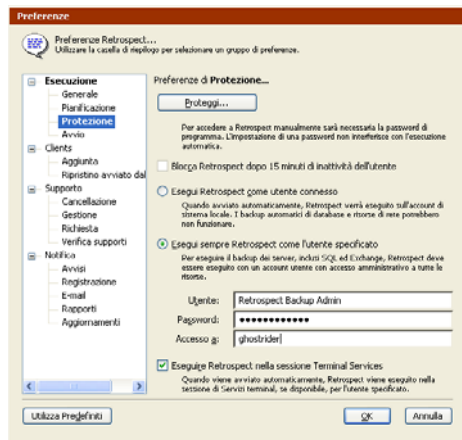 Preferenze
Preferenze Retrospect...
Utilizzare la casella di riepilogo per selezionare un gruppo di preferenze.
Esecuzione
Generale
Pianificazione
Protezione
Avvio
Clients
Aggiunta
Ripristino avviato dal
Supporto
Cancellazione
Gestione
Richiesta
Verifica supporti
Notifica
Avvisi
Registrazione
E-mail
Rapporti
Aggiornamenti
Preferenze di Protezione...
Proteggi...
Per accedere a Retrospect manualmente sarà necessaria la password di
programma. L'impostazione di una password non interferisce con l'esecuzione
automatica.
Blocca Retrospect dopo 15 minuti di inattività dell'utente
Esegui Retrospect come utente connesso
Quando avviato automaticamente, Retrospect verrà eseguito sull'account di
sistema locale. I backup automatici di database e risorse di rete potrebbero
non funzionare.
Esegui sempre Retrospect come l'utente specificato
Per eseguire il backup dei server, inclusi SQL ed Exchange, Retrospect deve
essere eseguito con un account utente con accesso amministrativo a tutte le
risorse.
Utente: Retrospect Backup Admin
Password: ●●●●●●●●●●●●
Accesso a: ghostrider
Eseguire Retrospect nella sessione Terminal Services
Quando viene avviato automaticamente, Retrospect viene eseguito nella
sessione di Servizi terminal, se disponibile, per l'utente specificato.
Utilizza Predefiniti
OK
Annulla